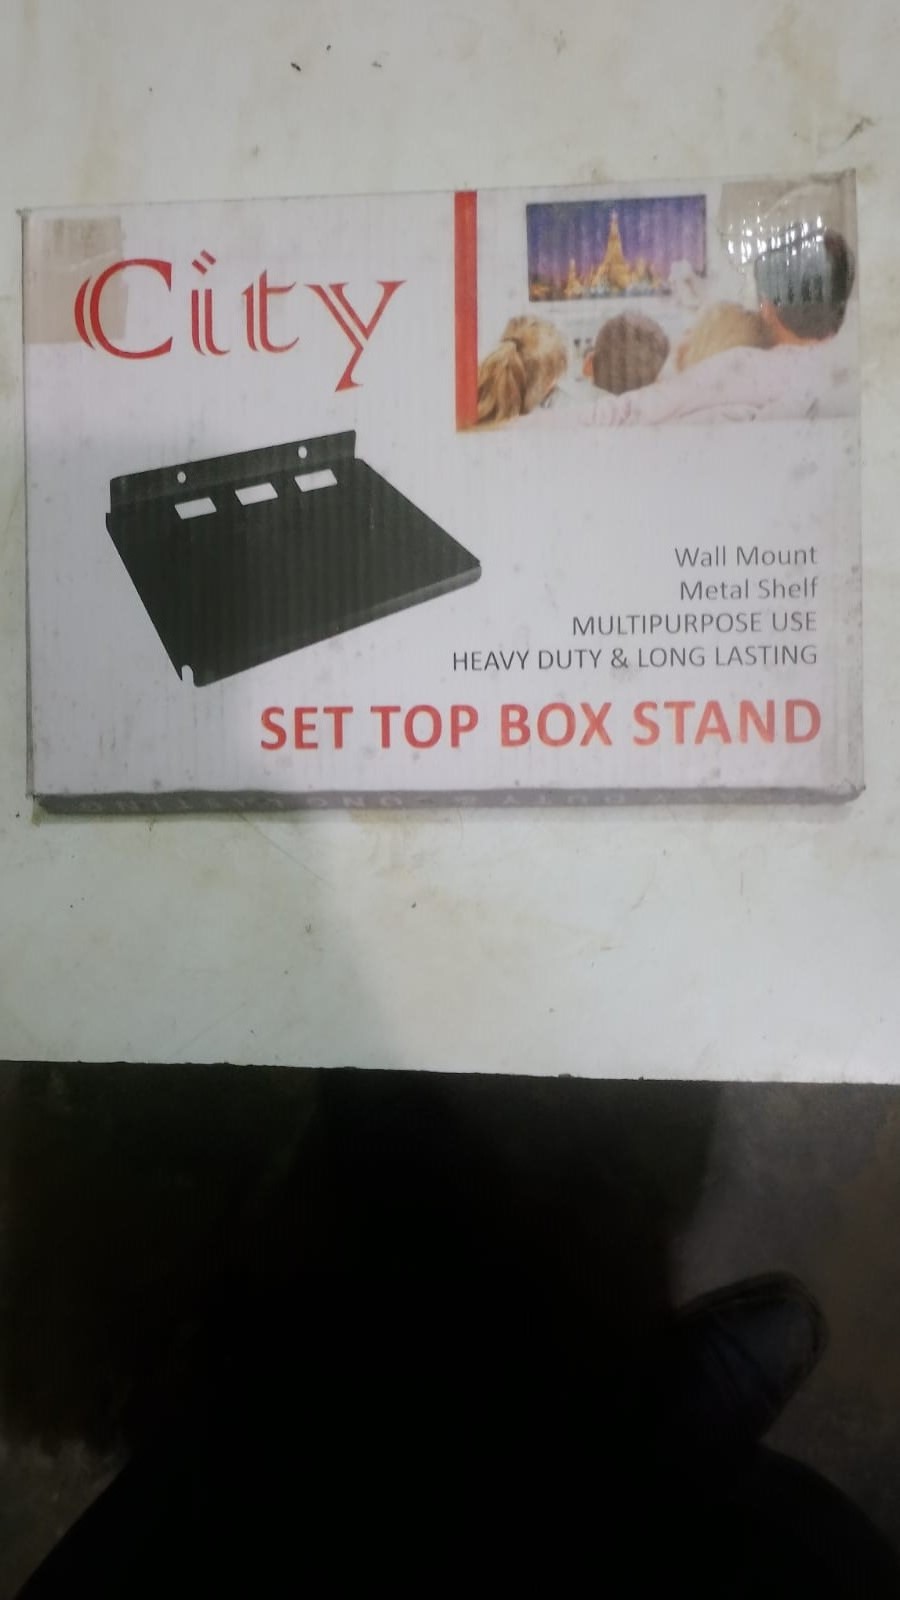 City
Wall Mount
Metal Shelf
MULTIPURPOSE USE
HEAVY DUTY & LONG LASTING
SET TOP BOX STAND